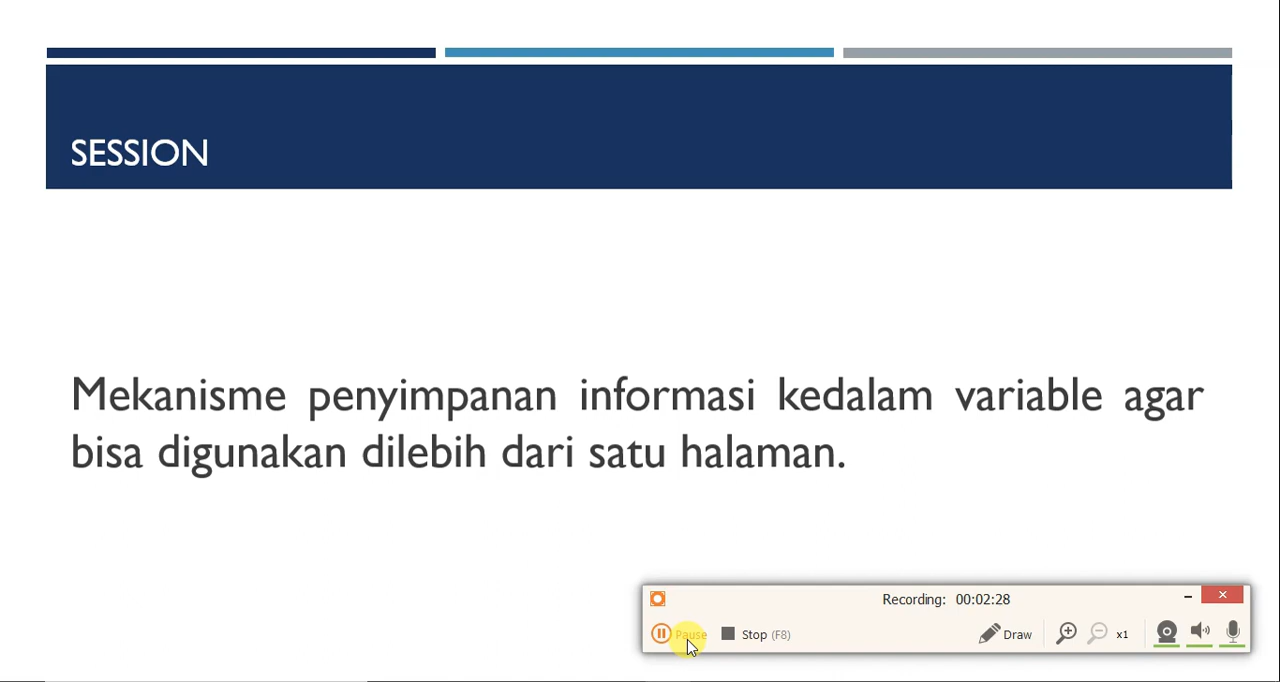 SESSION
Mekanisme penyimpanan informasi kedalam variable agar
bisa digunakan dilebih dari satu halaman.
Recording: 00:02:28
Pause Stop (F8) Draw x1